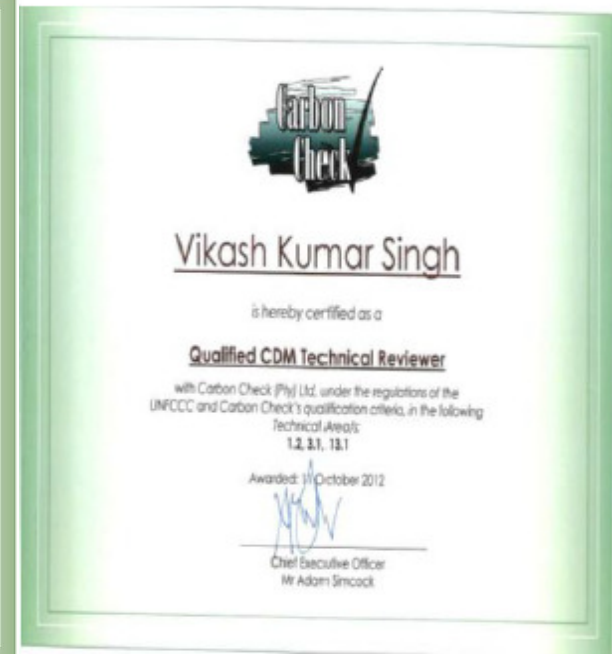 Carbon
Check
Vikash Kumar Singh
is hereby certified as a
Qualified CDM Technical Reviewer
with Carbon Check (Pty) Ltd. under the regulations of the
UNFCCC and Carbon Check's qualification criteria, in the following
Technical Area/s:
1.2, 3.1, 13.1
Awarded: 11 October 2012
Chief Executive Officer
Mr Adam Simcock